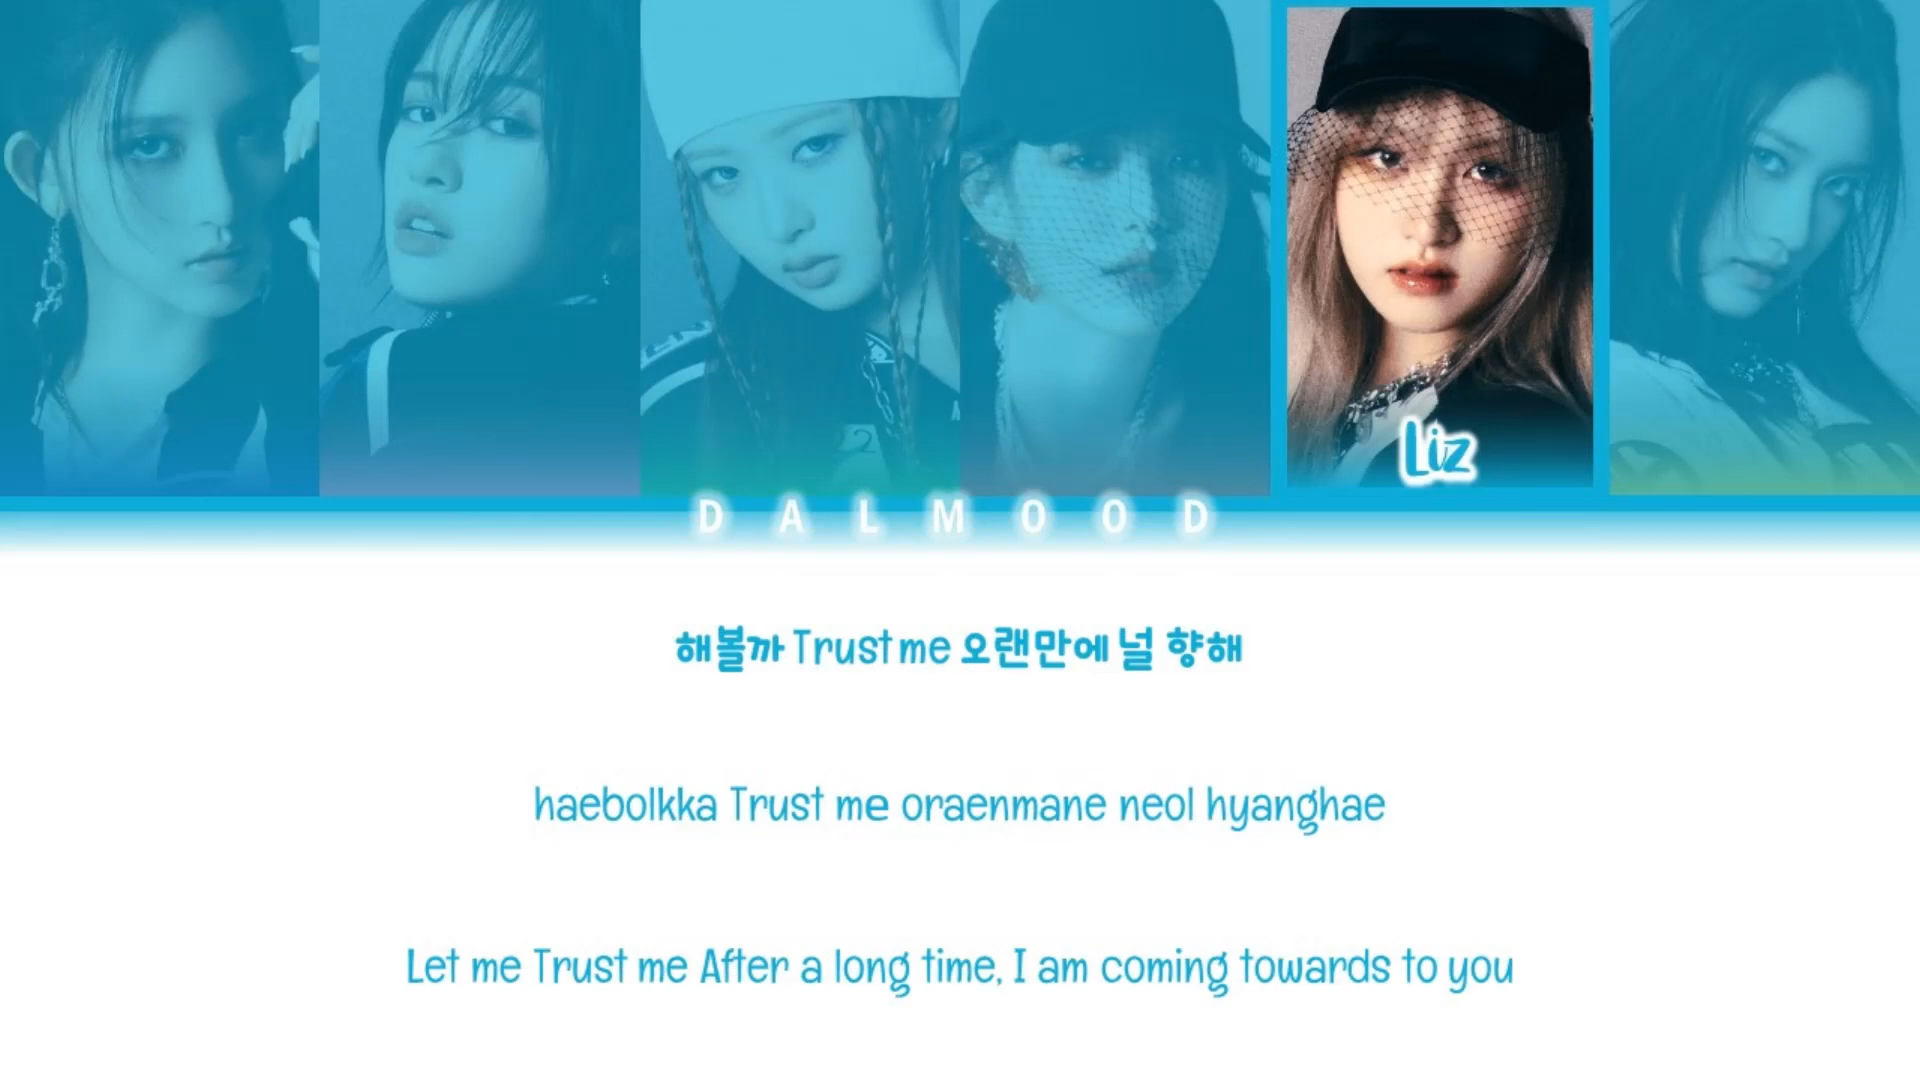 Liz
DALMOOD
해볼까 Trust me 오랜만에 널 향해
haebolkka Trust me oraenmane neol hyanghae
Let me Trust me After a long time, I am coming towards to you